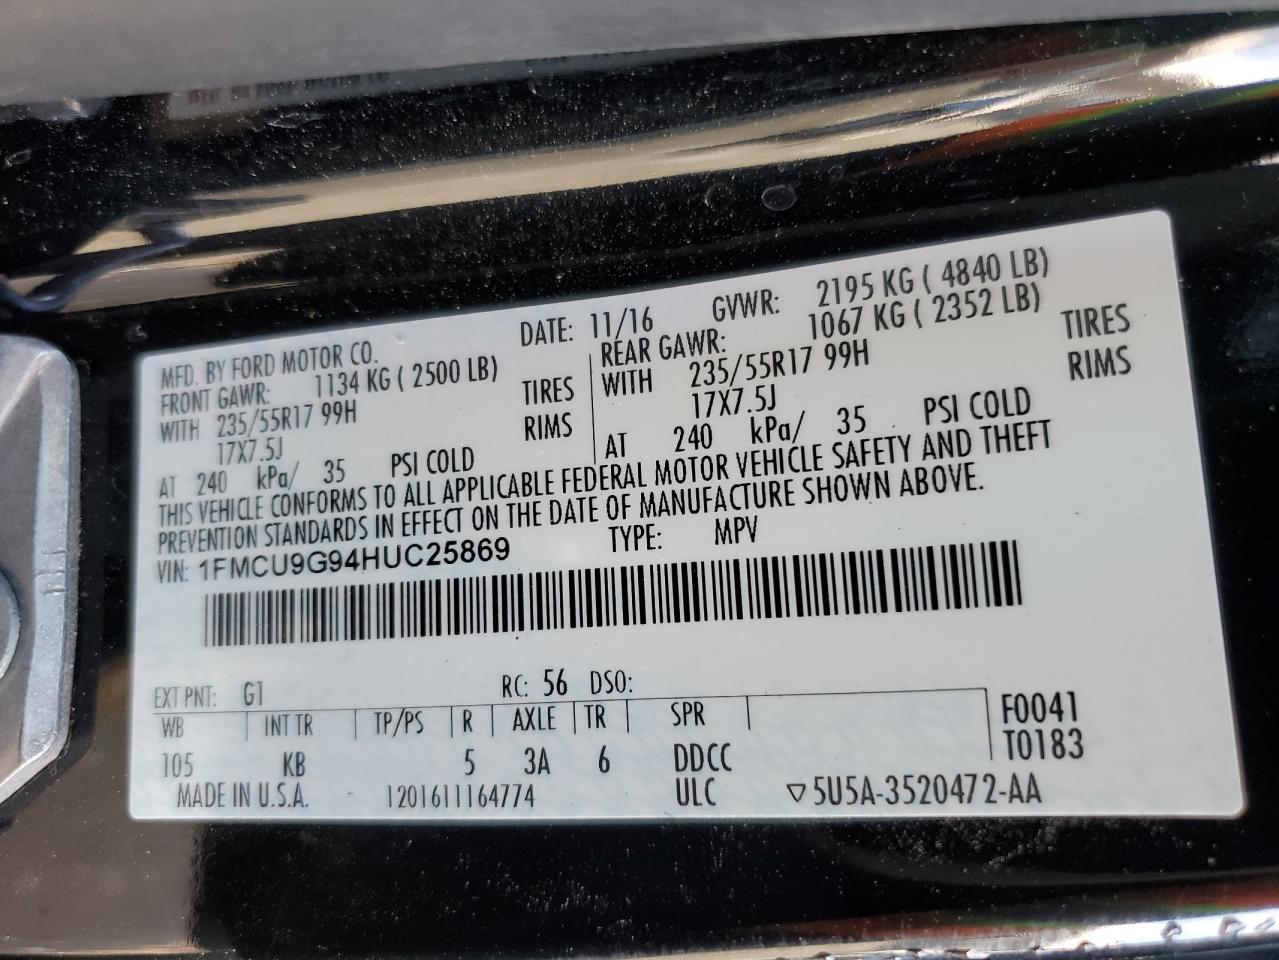 MFD. BY FORD MOTOR CO.
DATE: 11/16 GVWR: 2195 KG ( 4840 LB)
FRONT GAWR: 1134 KG ( 2500 LB)
WITH 235/55R17 99H TIRES
17X7.5J RIMS
AT 240 kPa/ 35 PSI COLD
REAR GAWR: 1067 KG ( 2352 LB)
WITH 235/55R17 99H TIRES
17X7.5J RIMS
AT 240 kPa/ 35 PSI COLD
THIS VEHICLE CONFORMS TO ALL APPLICABLE FEDERAL MOTOR VEHICLE SAFETY AND THEFT
PREVENTION STANDARDS IN EFFECT ON THE DATE OF MANUFACTURE SHOWN ABOVE.
VIN: 1FMCU9G94HUC25869 TYPE: MPV
EXT PNT: G1 RC: 56 DSO:
WB INT TR TP/PS R AXLE TR SPR F0041
105 KB 5 3A 6 DDCC T0183
MADE IN U.S.A. 1201611164774 ULC ▽5U5A-3520472-AA